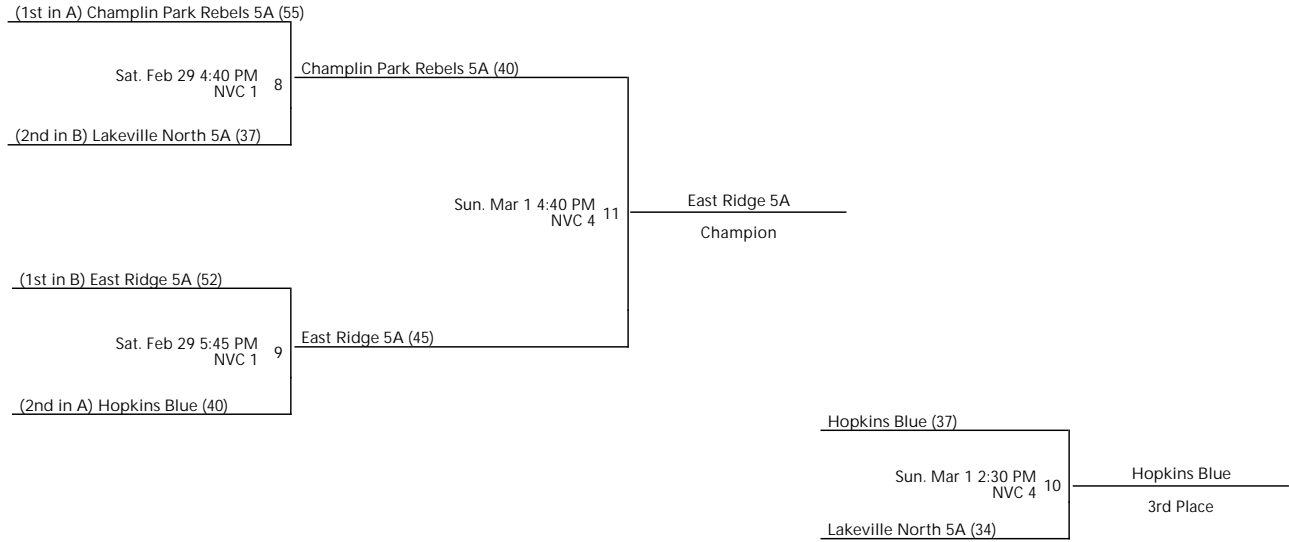 (1st in A) Champlin Park Rebels 5A (55)
Sat. Feb 29 4:40 PM
NVC 1
8
Champlin Park Rebels 5A (40)
(2nd in B) Lakeville North 5A (37)
Sun. Mar 1 4:40 PM
NVC 4
11
East Ridge 5A
Champion
(1st in B) East Ridge 5A (52)
Sat. Feb 29 5:45 PM
NVC 1
9
East Ridge 5A (45)
(2nd in A) Hopkins Blue (40)
Hopkins Blue (37)
Sun. Mar 1 2:30 PM
NVC 4
10
Hopkins Blue
3rd Place
Lakeville North 5A (34)